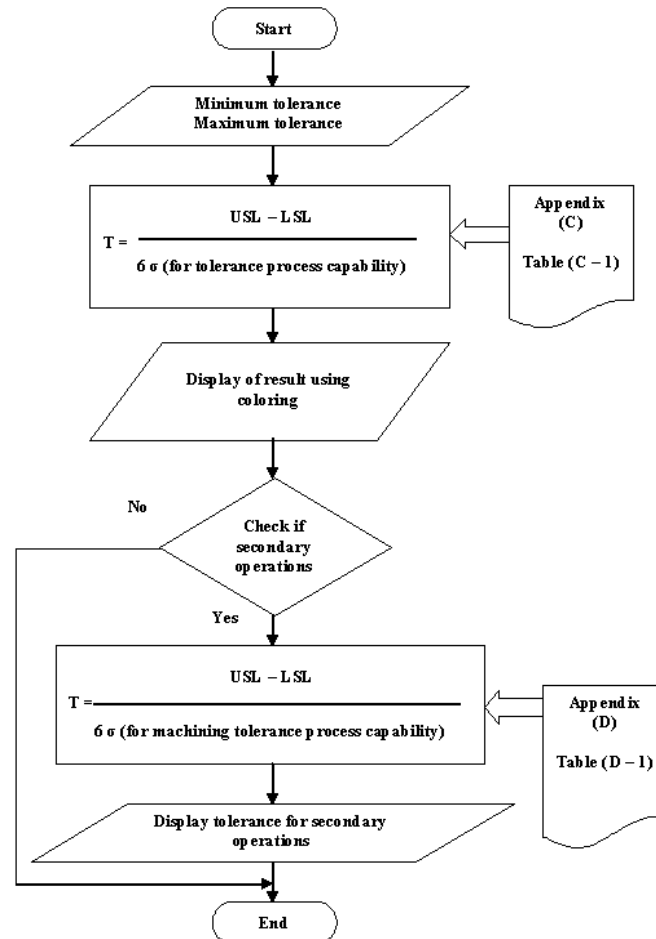 Start
Minimum tolerance
Maximum tolerance
USL – LSL
T =
6 σ (for tolerance process capability)
Appendix
(C)
Table (C – 1)
Display of result using
coloring
No
Check if
secondary
operations
Yes
USL – LSL
T =
6 σ (for machining tolerance process capability)
Appendix
(D)
Table (D – 1)
Display tolerance for secondary
operations
End